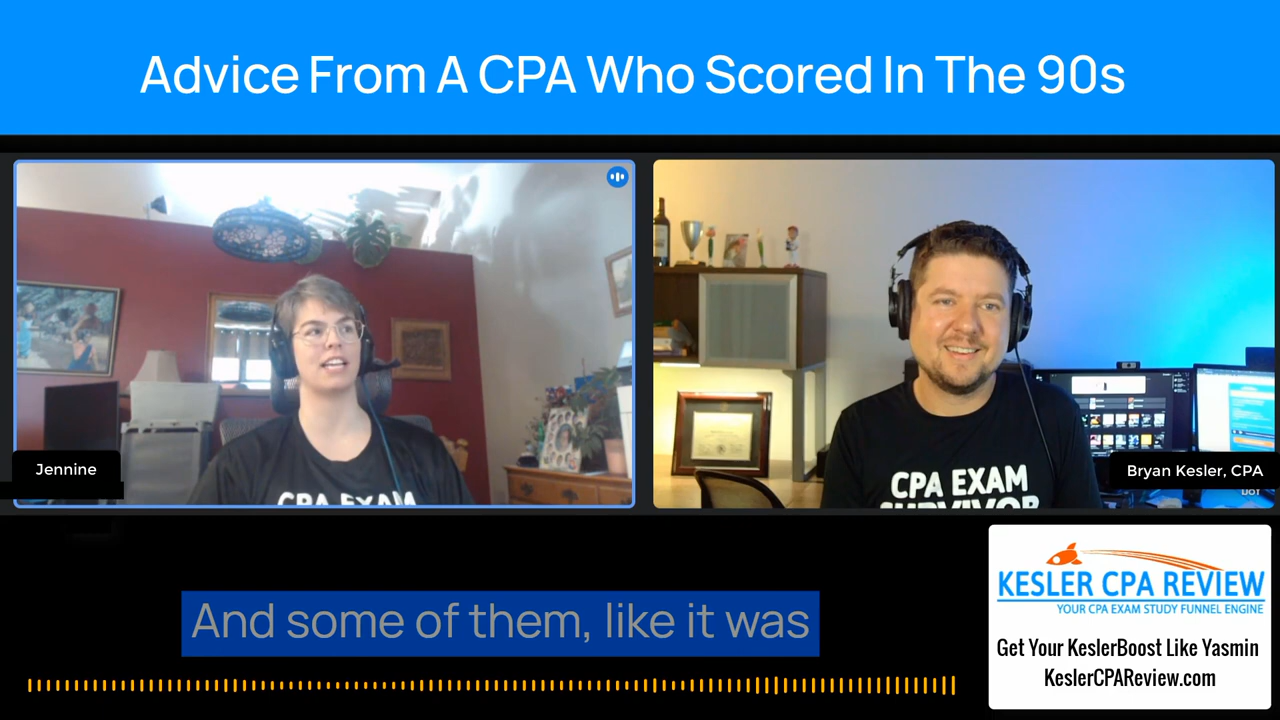 Advice From A CPA Who Scored In The 90s
Jennine
CPA EXAM
CPA EXAM
SURVIVOR
Bryan Kesler, CPA
KESLER CPA REVIEW
YOUR CPA EXAM STUDY FUNNEL ENGINE
Get Your KeslerBoost Like Yasmin
KeslerCPAReview.com
And some of them, like it was